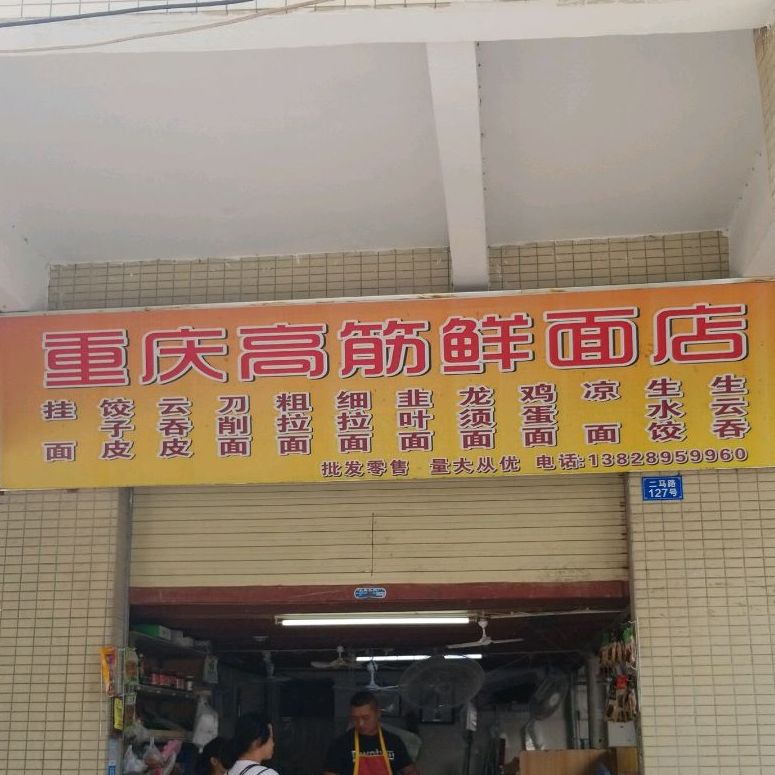 重庆高筋鲜面店
挂面 饺子皮 云吞皮 刀削面 粗拉面 细拉面 韭叶面 龙须面 鸡蛋面 凉面 生水饺 生云吞
批发零售 量大从优 电话:13828959960
二马路
127号